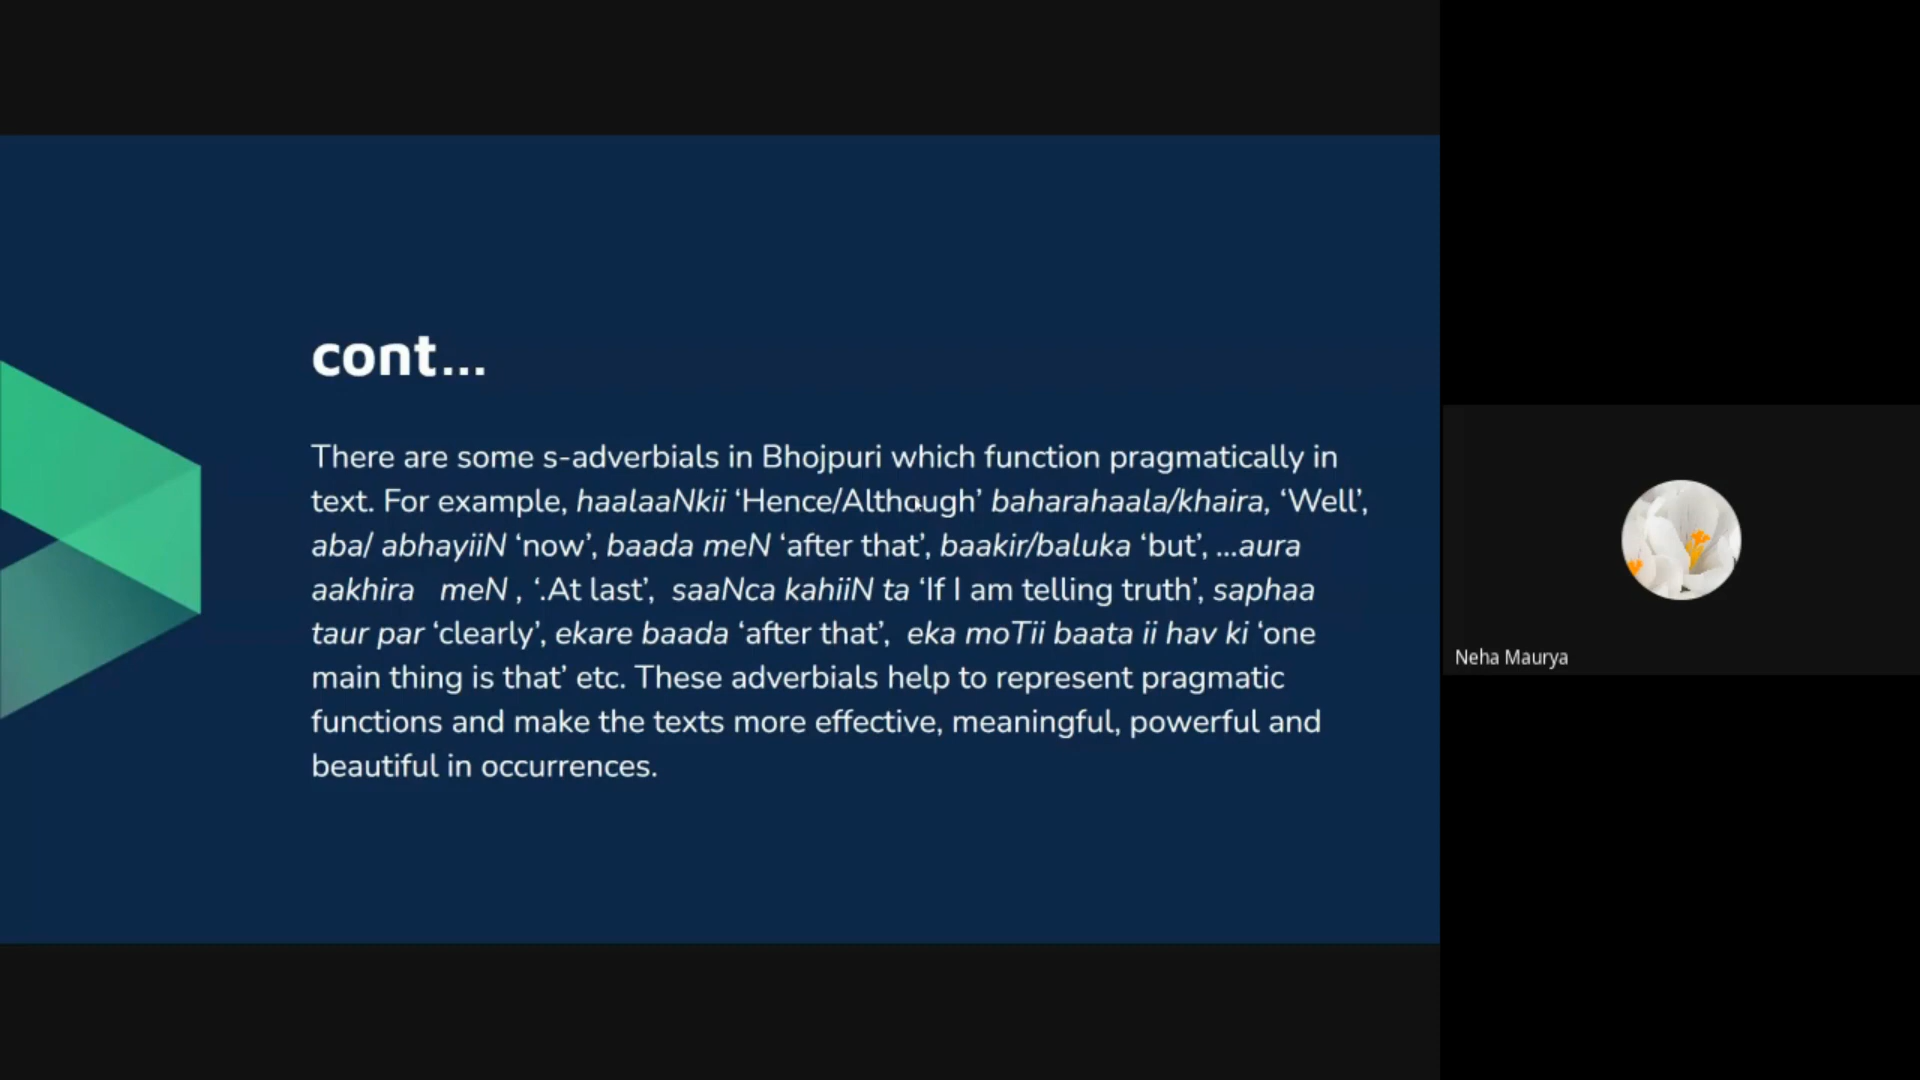 cont...
There are some s-adverbials in Bhojpuri which function pragmatically in
text. For example, haalaaNkii ‘Hence/Although’ baharahaala/khaira, ‘Well’,
aba/ abhayiiN ‘now’, baada meN ‘after that’, baakir/baluka ‘but’, ...aura
aakhira meN , ‘.At last’, saaNca kahiiN ta ‘If I am telling truth’, saphaa
taur par ‘clearly’, ekare baada ‘after that’, eka moTii baata ii hav ki ‘one
main thing is that’ etc. These adverbials help to represent pragmatic
functions and make the texts more effective, meaningful, powerful and
beautiful in occurrences.
Neha Maurya